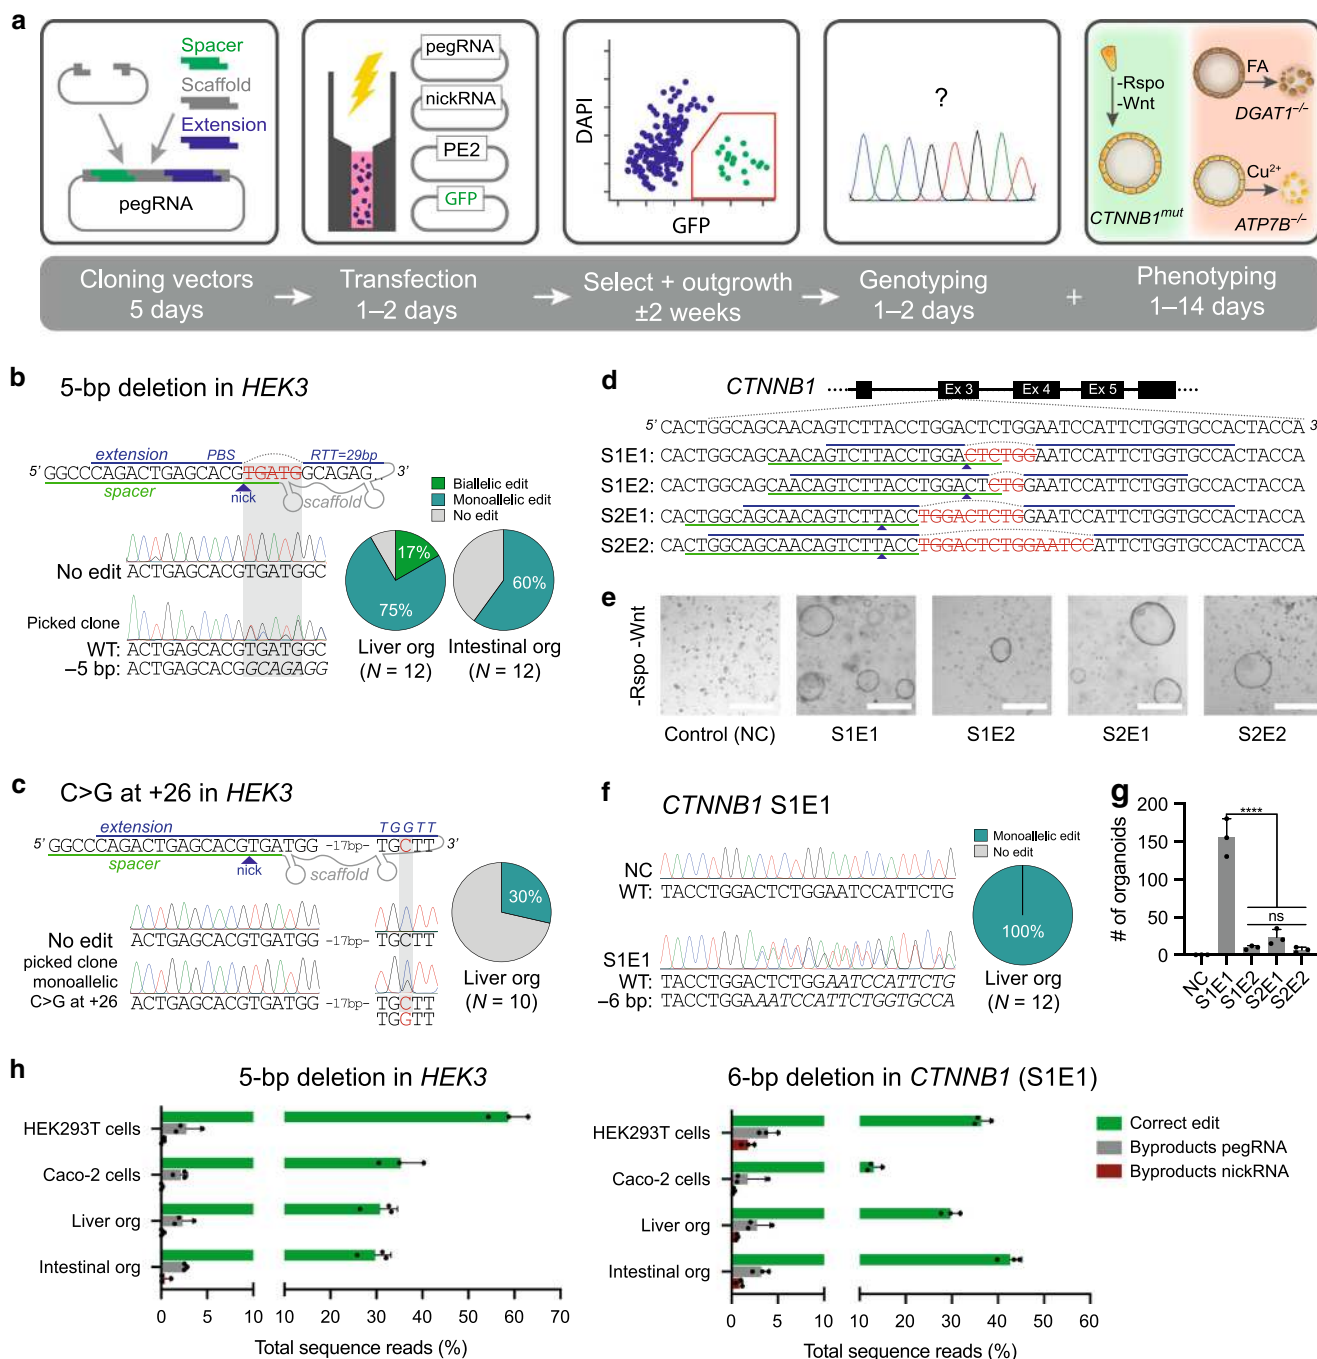 a
Spacer
Scaffold
Extension
pegRNA
pegRNA
nickRNA
PE2
GFP
DAPI
GFP
?
-Rspo
-Wnt
CTNNB1mut
FA
DGAT1–/–
Cu2+
ATP7B–/–
Cloning vectors
5 days
Transfection
1–2 days
Select + outgrowth
±2 weeks
Genotyping
1–2 days
+
Phenotyping
1–14 days
b
5-bp deletion in HEK3
extension PBS RTT=29bp
5' GGCCCAGACTGAGCACGTGATGGCAGAG.. 3'
spacer
nick
scaffold
Biallelic edit
Monoallelic edit
No edit
No edit
ACTGAGCACGTGATGGC
Picked clone
WT: ACTGAGCACGTGATGGC
–5 bp: ACTGAGCACGGCAGAGG
17%
75%
Liver org
(N = 12)
60%
Intestinal org
(N = 12)
c
C>G at +26 in HEK3
extension TGGTT
5' GGCCCAGACTGAGCACGTGATGG -17bp- TGCTT 3'
spacer
nick
scaffold
No edit
ACTGAGCACGTGATGG -17bp- TGCTT
picked clone
monoallelic
C>G at +26
ACTGAGCACGTGATGG -17bp- TGCTT
TGGTT
30%
Liver org
(N = 10)
d
CTNNB1
Ex 3 Ex 4 Ex 5
5' CACTGGCAGCAACAGTCTTACCTGGACTCTGGAATCCATTCTGGTGCCACTACCA 3'
S1E1: CACTGGCAGCAACAGTCTTACCTGGACTCTGGAATCCATTCTGGTGCCACTACCA
S1E2: CACTGGCAGCAACAGTCTTACCTGGACTCTGGAATCCATTCTGGTGCCACTACCA
S2E1: CACTGGCAGCAACAGTCTTACCTGGACTCTGGAATCCATTCTGGTGCCACTACCA
S2E2: CACTGGCAGCAACAGTCTTACCTGGACTCTGGAATCCATTCTGGTGCCACTACCA
e
-Rspo -Wnt
Control (NC)
S1E1
S1E2
S2E1
S2E2
f
CTNNB1 S1E1
Monoallelic edit
No edit
NC
WT: TACCTGGACTCTGGAATCCATTCTG
S1E1
WT: TACCTGGACTCTGGAATCCATTCTG
–6 bp: TACCTGGAAATCCATTCTGGTGCCA
100%
Liver org
(N = 12)
g
# of organoids
200
150
100
50
0
****
ns
NC
S1E1
S1E2
S2E1
S2E2
h
5-bp deletion in HEK3
HEK293T cells
Caco-2 cells
Liver org
Intestinal org
0 5 10 10 20 30 40 50 60 70
Total sequence reads (%)
6-bp deletion in CTNNB1 (S1E1)
HEK293T cells
Caco-2 cells
Liver org
Intestinal org
0 5 10 10 20 30 40 50 60
Total sequence reads (%)
Correct edit
Byproducts pegRNA
Byproducts nickRNA